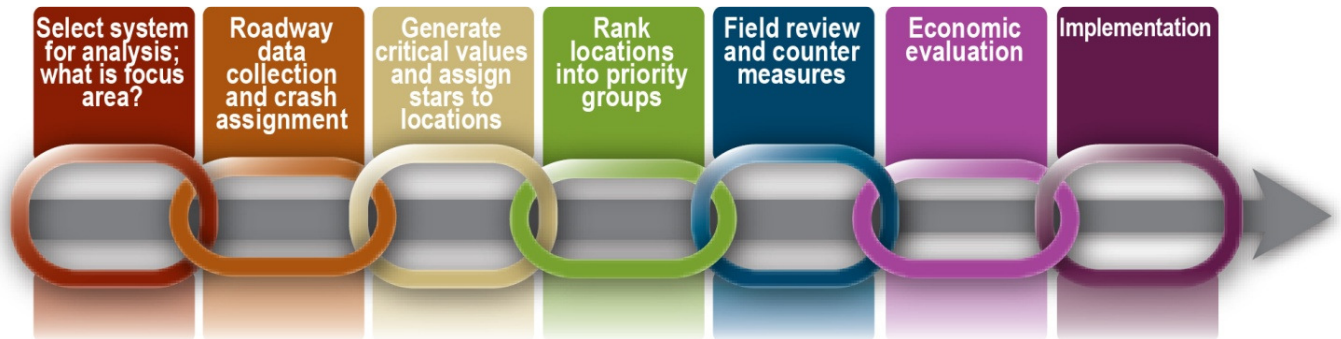 Select system
for analysis;
what is focus
area?
Roadway
data
collection
and crash
assignment
Generate
critical values
and assign
stars to
locations
Rank
locations
into priority
groups
Field review
and counter
measures
Economic
evaluation
Implementation